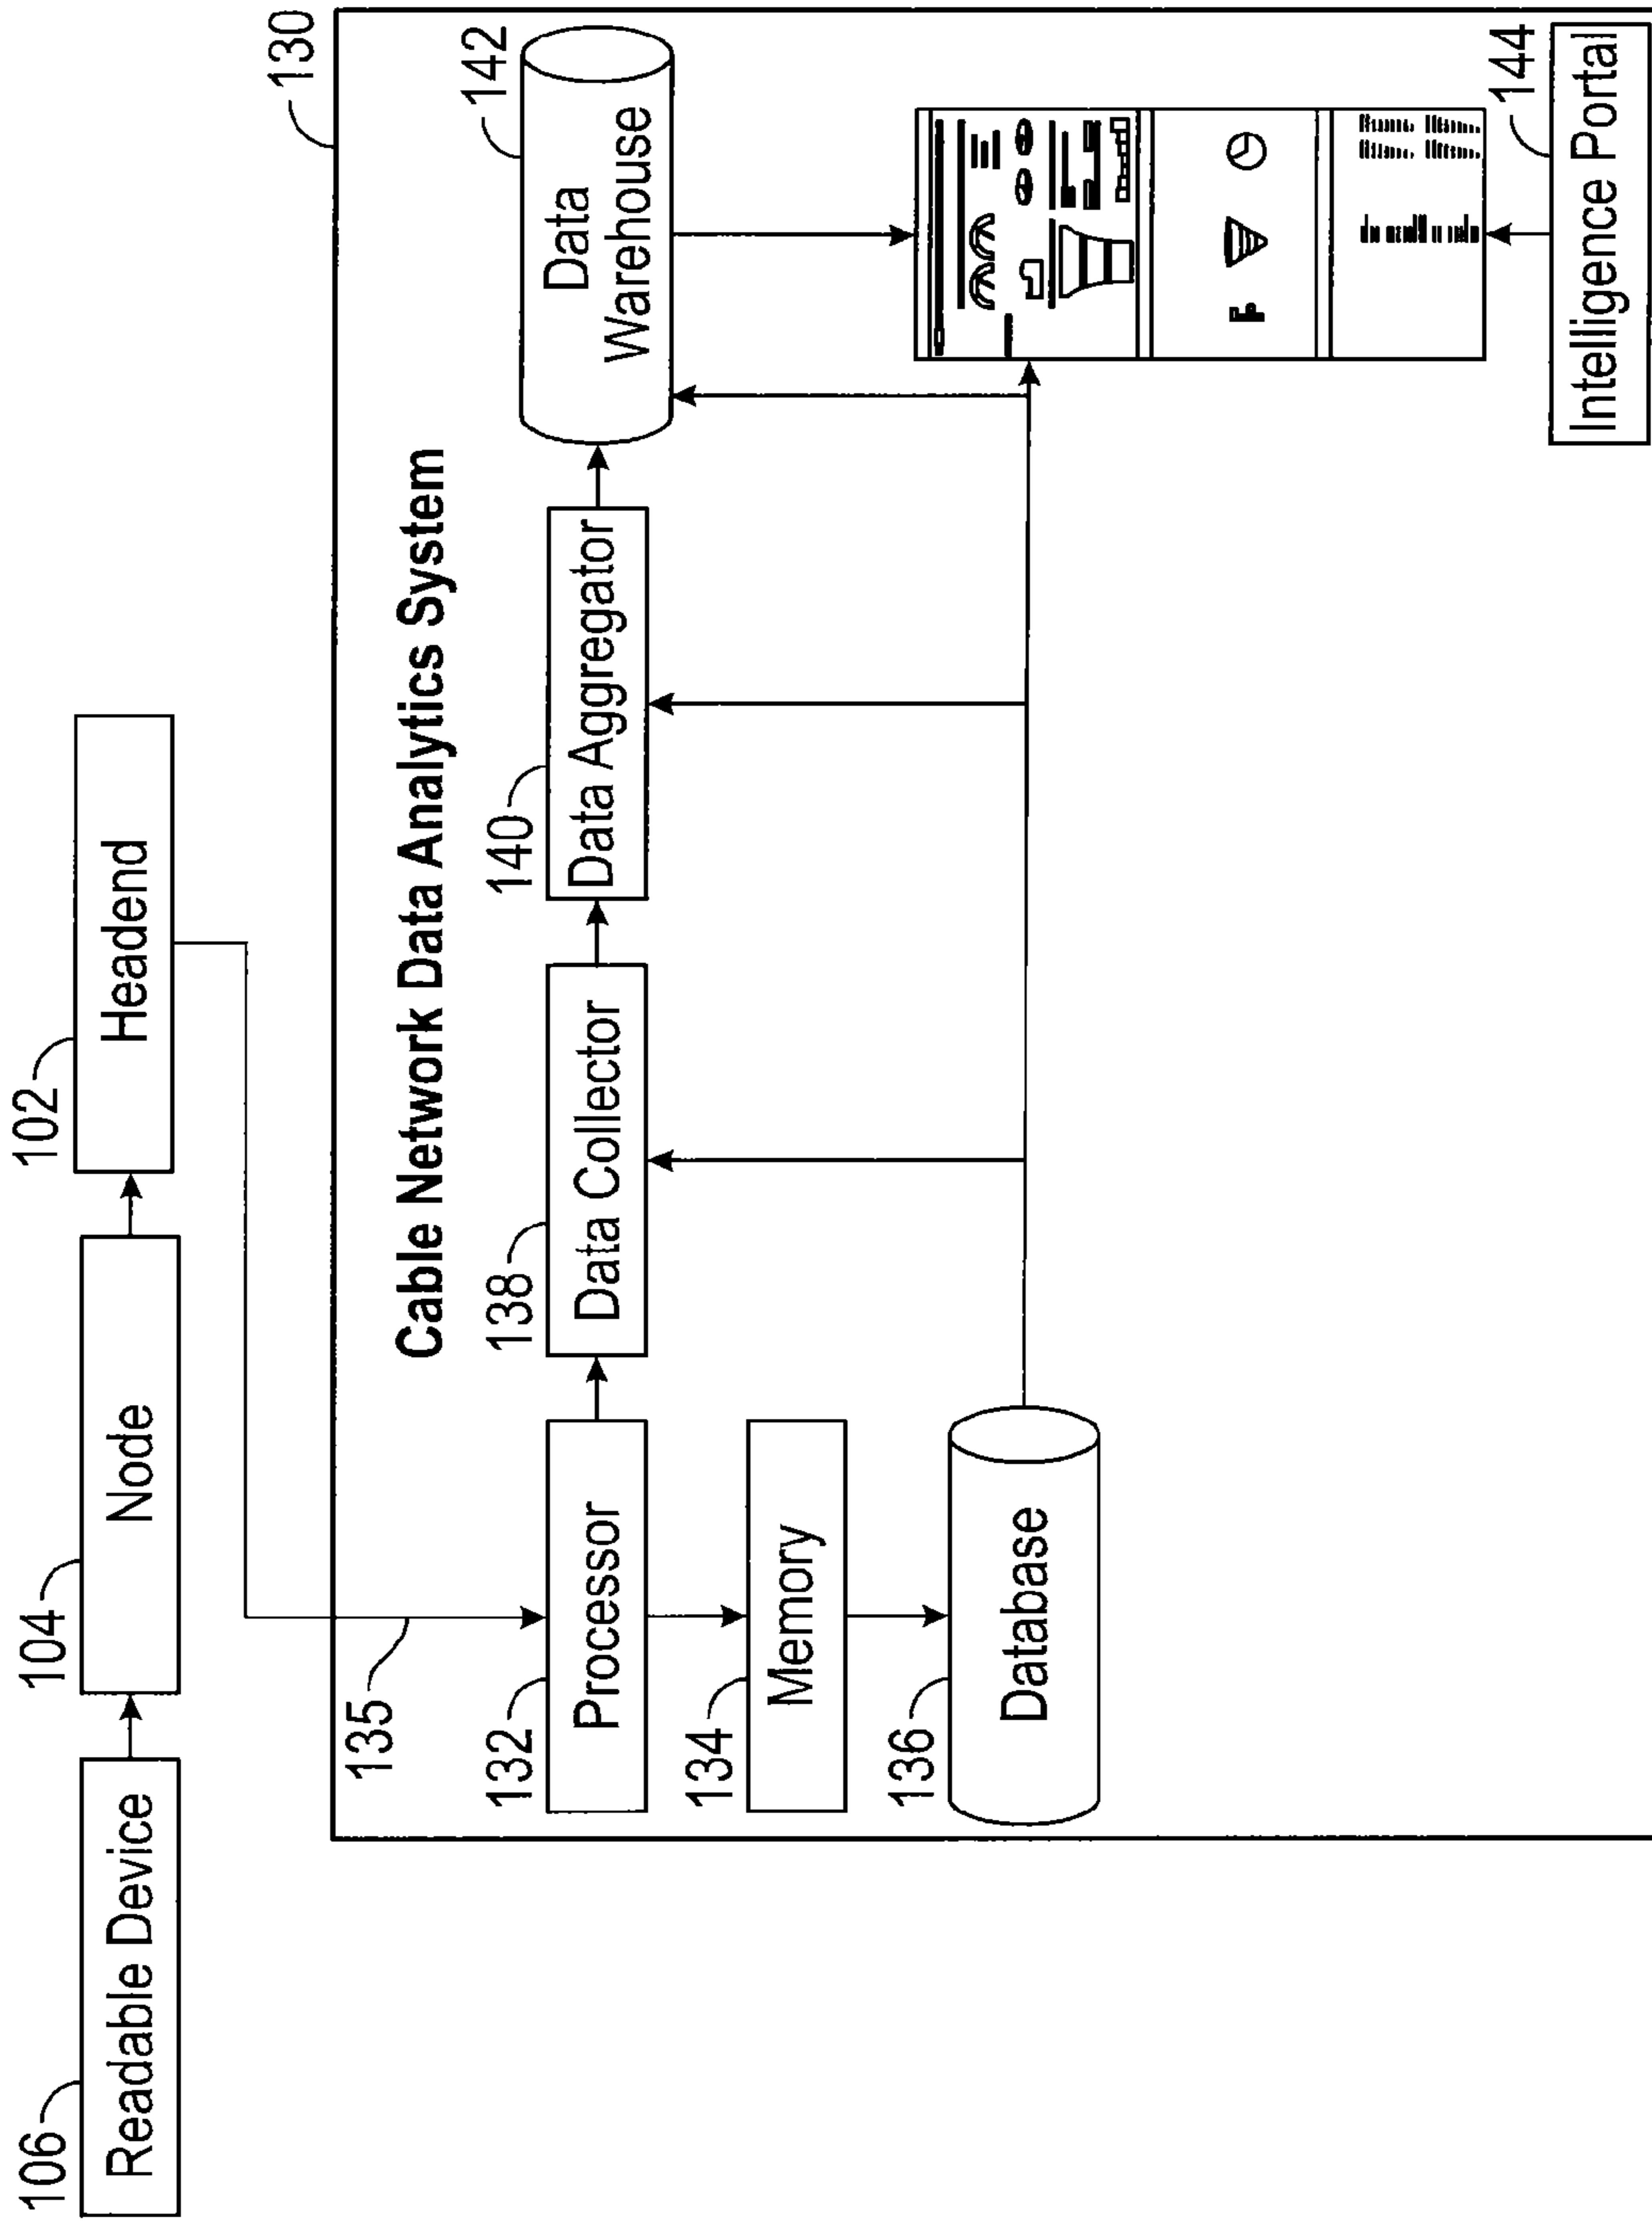 106
Readable Device
104
Node
102
Headend
130
Cable Network Data Analytics System
135
132
Processor
138
Data Collector
140
Data Aggregator
142
Data
Warehouse
134
Memory
136
Database
144
Intelligence Portal